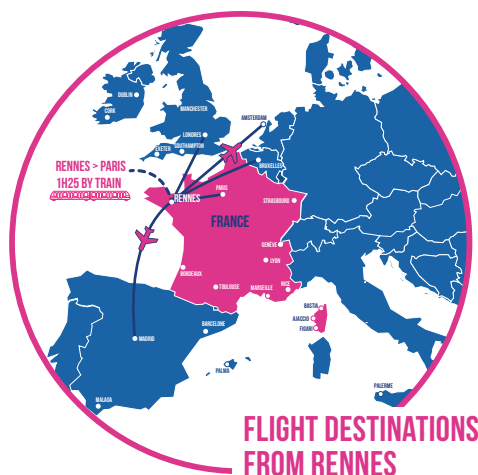 DUBLIN
CORK
MANCHESTER
LONDRES
EXETER
SOUTHAMPTON
AMSTERDAM
BRUXELLES
RENNES > PARIS
1H25 BY TRAIN
RENNES
PARIS
STRASBOURG
FRANCE
GENÈVE
LYON
BORDEAUX
TOULOUSE
MARSEILLE
NICE
BASTIA
AJACCIO
FIGARI
BARCELONE
MADRID
PALMA
MALAGA
PALERME
FLIGHT DESTINATIONS
FROM RENNES